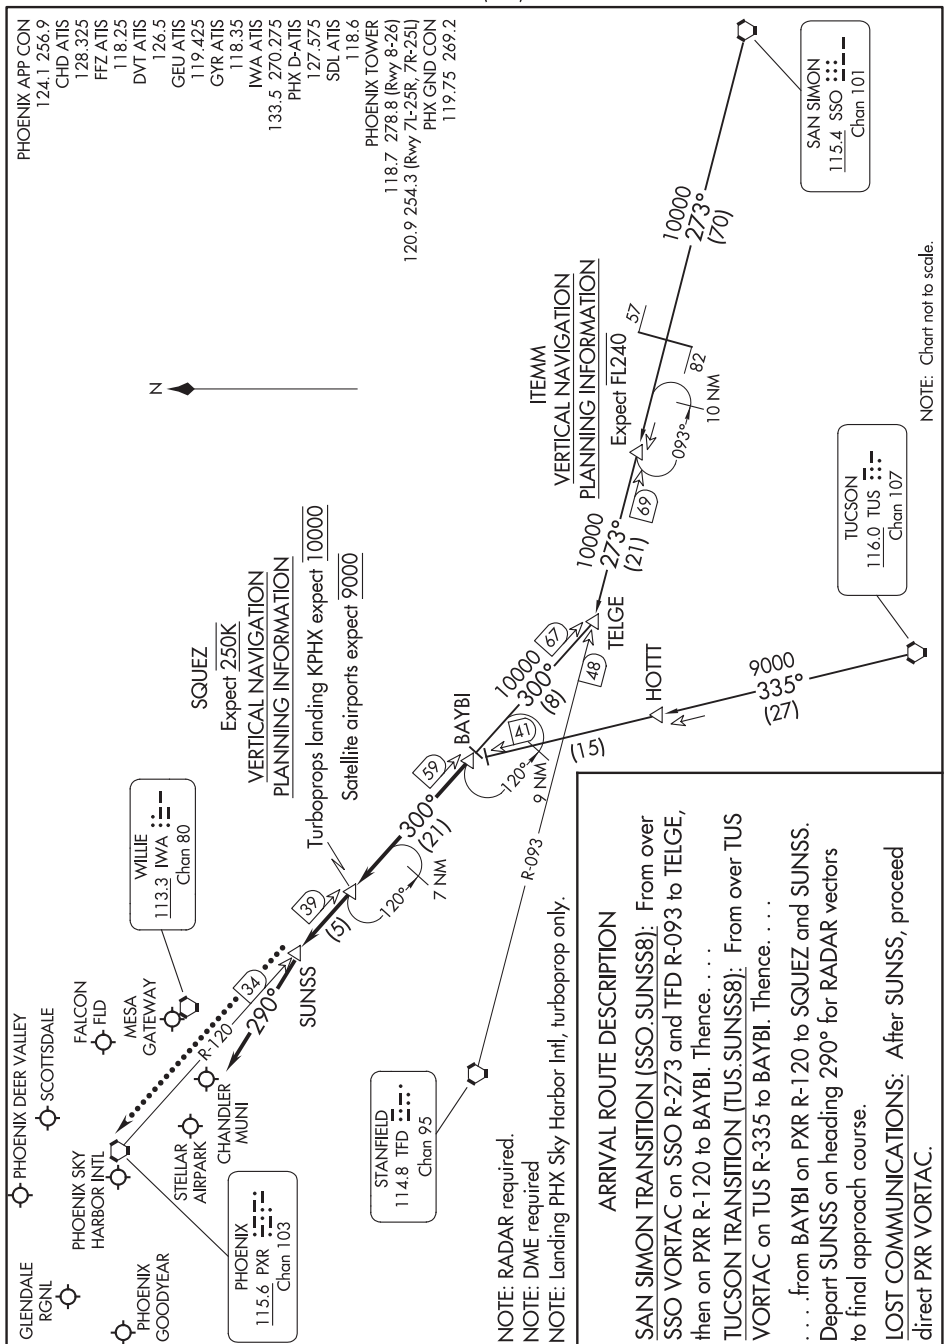 PHOENIX APP CON
124.1 256.9
CHD ATIS
128.325
FFZ ATIS
118.25
DVT ATIS
126.5
GEU ATIS
119.425
GYR ATIS
118.35
IWA ATIS
133.5 270.275
PHX D-ATIS
127.575
SDL ATIS
118.6
PHOENIX TOWER
118.7 278.8 (Rwy 8-26)
120.9 254.3 (Rwy 7L-25R, 7R-25L)
PHX GND CON
119.75 269.2
N
GLENDALE
RGNL
PHOENIX DEER VALLEY
SCOTTSDALE
PHOENIX SKY
HARBOR INTL
FALCON
FLD
MESA
GATEWAY
PHOENIX
GOODYEAR
STELLAR
AIRPARK
CHANDLER
MUNI
PHOENIX
115.6 PXR
Chan 103
WILLIE
113.3 IWA
Chan 80
STANFIELD
114.8 TFD
Chan 95
R-120
34
290°
SUNSS
39
(5)
SQUEZ
Expect 250K
VERTICAL NAVIGATION
PLANNING INFORMATION
Turboprops landing KPHX expect 10000
Satellite airports expect 9000
120°
7 NM
300°
(21)
59
BAYBI
120°
9 NM
41
10000
300°
(8)
67
R-093
48
TELGE
(15)
HOTTT
9000
335°
(27)
TUCSON
116.0 TUS
Chan 107
10000
273°
(21)
69
ITEMM
VERTICAL NAVIGATION
PLANNING INFORMATION
Expect FL240
093°
10 NM
57
82
10000
273°
(70)
SAN SIMON
115.4 SSO
Chan 101
NOTE: Chart not to scale.
NOTE: RADAR required.
NOTE: DME required
NOTE: Landing PHX Sky Harbor Intl, turboprop only.
ARRIVAL ROUTE DESCRIPTION
SAN SIMON TRANSITION (SSO.SUNSS8): From over
SSO VORTAC on SSO R-273 and TFD R-093 to TELGE,
then on PXR R-120 to BAYBI. Thence. . . .
TUCSON TRANSITION (TUS.SUNSS8): From over TUS
VORTAC on TUS R-335 to BAYBI. Thence. . . .
. . . .from BAYBI on PXR R-120 to SQUEZ and SUNSS.
Depart SUNSS on heading 290° for RADAR vectors
to final approach course.
LOST COMMUNICATIONS: After SUNSS, proceed
direct PXR VORTAC.